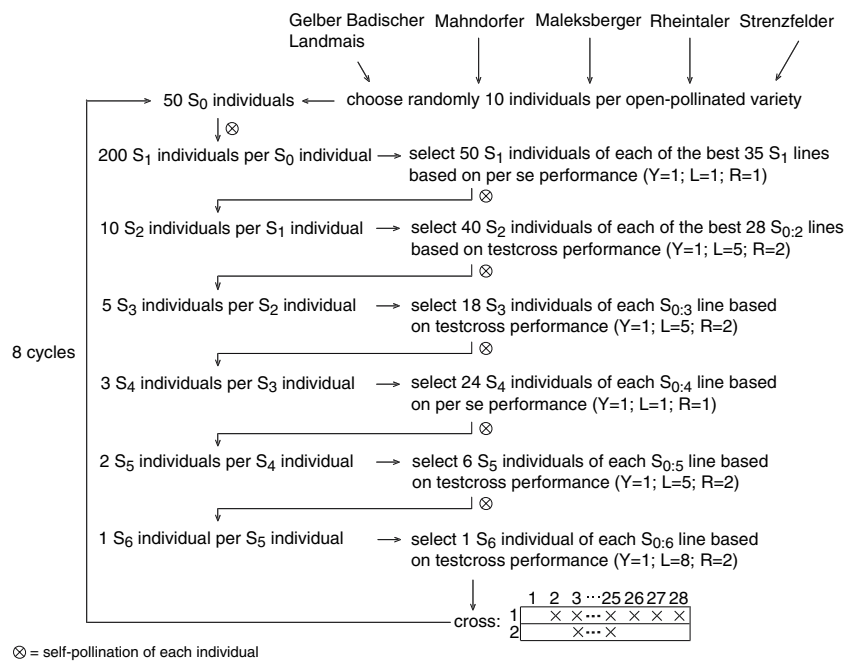 Gelber Badischer Landmais
Mahndorfer
Maleksberger
Rheintaler
Strenzfelder
50 S0 individuals
choose randomly 10 individuals per open-pollinated variety
⊗
200 S1 individuals per S0 individual
select 50 S1 individuals of each of the best 35 S1 lines
based on per se performance (Y=1; L=1; R=1)
⊗
10 S2 individuals per S1 individual
select 40 S2 individuals of each of the best 28 S0:2 lines
based on testcross performance (Y=1; L=5; R=2)
⊗
5 S3 individuals per S2 individual
select 18 S3 individuals of each S0:3 line based
on testcross performance (Y=1; L=5; R=2)
⊗
8 cycles
3 S4 individuals per S3 individual
select 24 S4 individuals of each S0:4 line based
on per se performance (Y=1; L=1; R=1)
⊗
2 S5 individuals per S4 individual
select 6 S5 individuals of each S0:5 line based
on testcross performance (Y=1; L=5; R=2)
⊗
1 S6 individual per S5 individual
select 1 S6 individual of each S0:6 line based
on testcross performance (Y=1; L=8; R=2)
cross:
1 2 3 ··· 25 26 27 28
1 × × ··· × × × ×
2 × ··· ×
⊗ = self-pollination of each individual